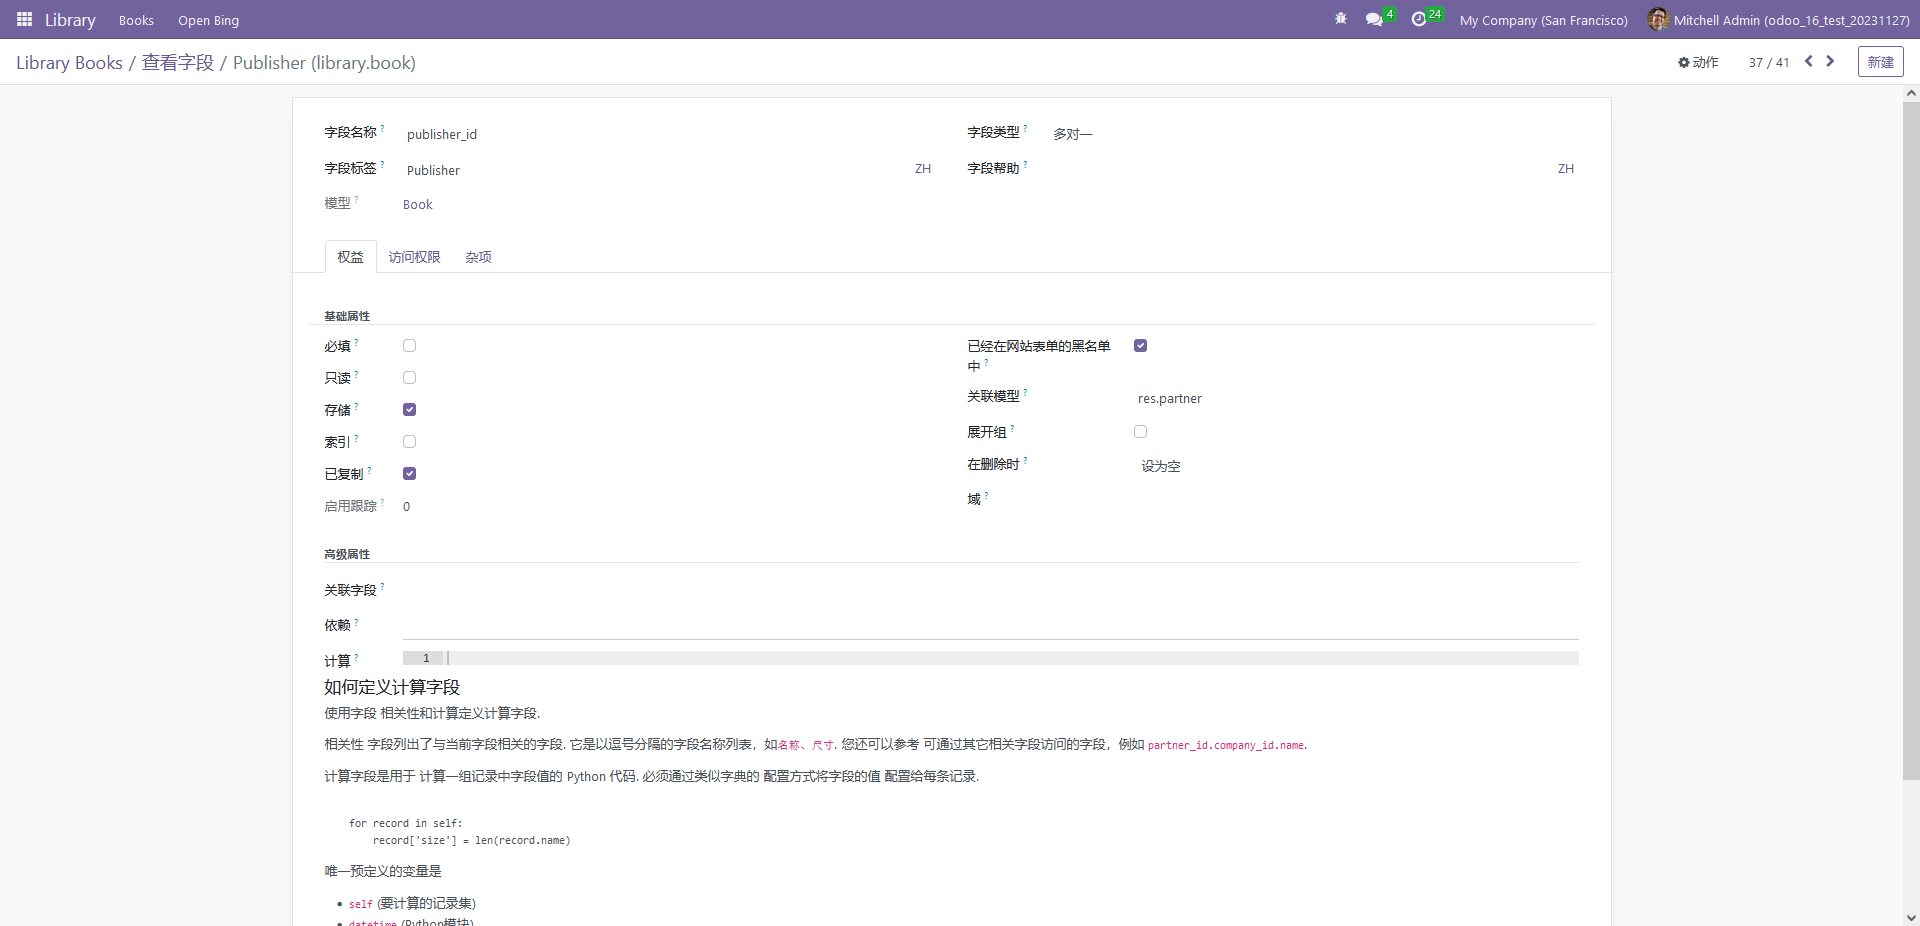 Library Books Open Bing 4 24 My Company (San Francisco) Mitchell Admin (odoo_16_test_20231127)
Library Books / 查看字段 / Publisher (library.book) 动作 37 / 41 新建
字段名称? publisher_id 字段类型? 多对一
字段标签? Publisher ZH 字段帮助? ZH
模型? Book
权益 访问权限 杂项
基础属性
必填? 已经在网站表单的黑名单
中?
只读?
关联模型? res.partner
存储?
展开组?
索引?
在删除时? 设为空
已复制?
域?
启用跟踪? 0
高级属性
关联字段?
依赖?
计算? 1
如何定义计算字段
使用字段 相关性和计算定义计算字段.
相关性 字段列出了与当前字段相关的字段. 它是以逗号分隔的字段名称列表，如名称、尺寸. 您还可以参考 可通过其它相关字段访问的字段，例如 partner_id.company_id.name.
计算字段是用于 计算一组记录中字段值的 Python 代码. 必须通过类似字典的 配置方式将字段的值 配置给每条记录.
for record in self:
record['size'] = len(record.name)
唯一预定义的变量是
• self (要计算的记录集)
• datetime (Python模块)